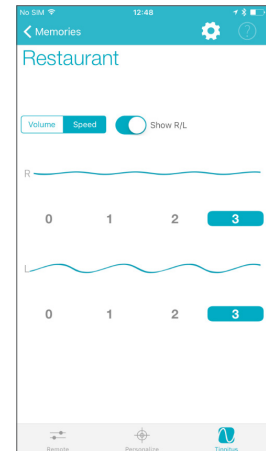 No SIM 12:48
Memories ?
Restaurant
Volume Speed Show R/L
R
0 1 2 3
L
0 1 2 3
Remote Personalize Tinnitus